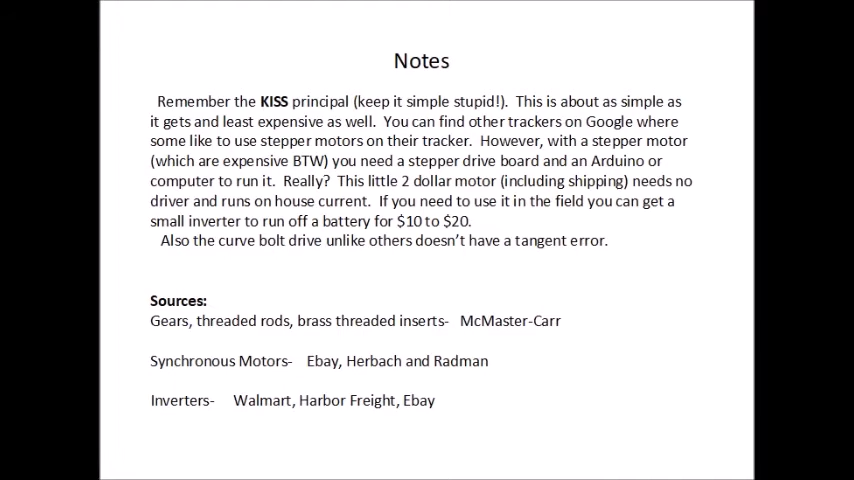 Notes
Remember the KISS principal (keep it simple stupid!). This is about as simple as
it gets and least expensive as well. You can find other trackers on Google where
some like to use stepper motors on their tracker. However, with a stepper motor
(which are expensive BTW) you need a stepper drive board and an Arduino or
computer to run it. Really? This little 2 dollar motor (including shipping) needs no
driver and runs on house current. If you need to use it in the field you can get a
small inverter to run off a battery for $10 to $20.
Also the curve bolt drive unlike others doesn't have a tangent error.
Sources:
Gears, threaded rods, brass threaded inserts- McMaster-Carr
Synchronous Motors- Ebay, Herbach and Radman
Inverters- Walmart, Harbor Freight, Ebay